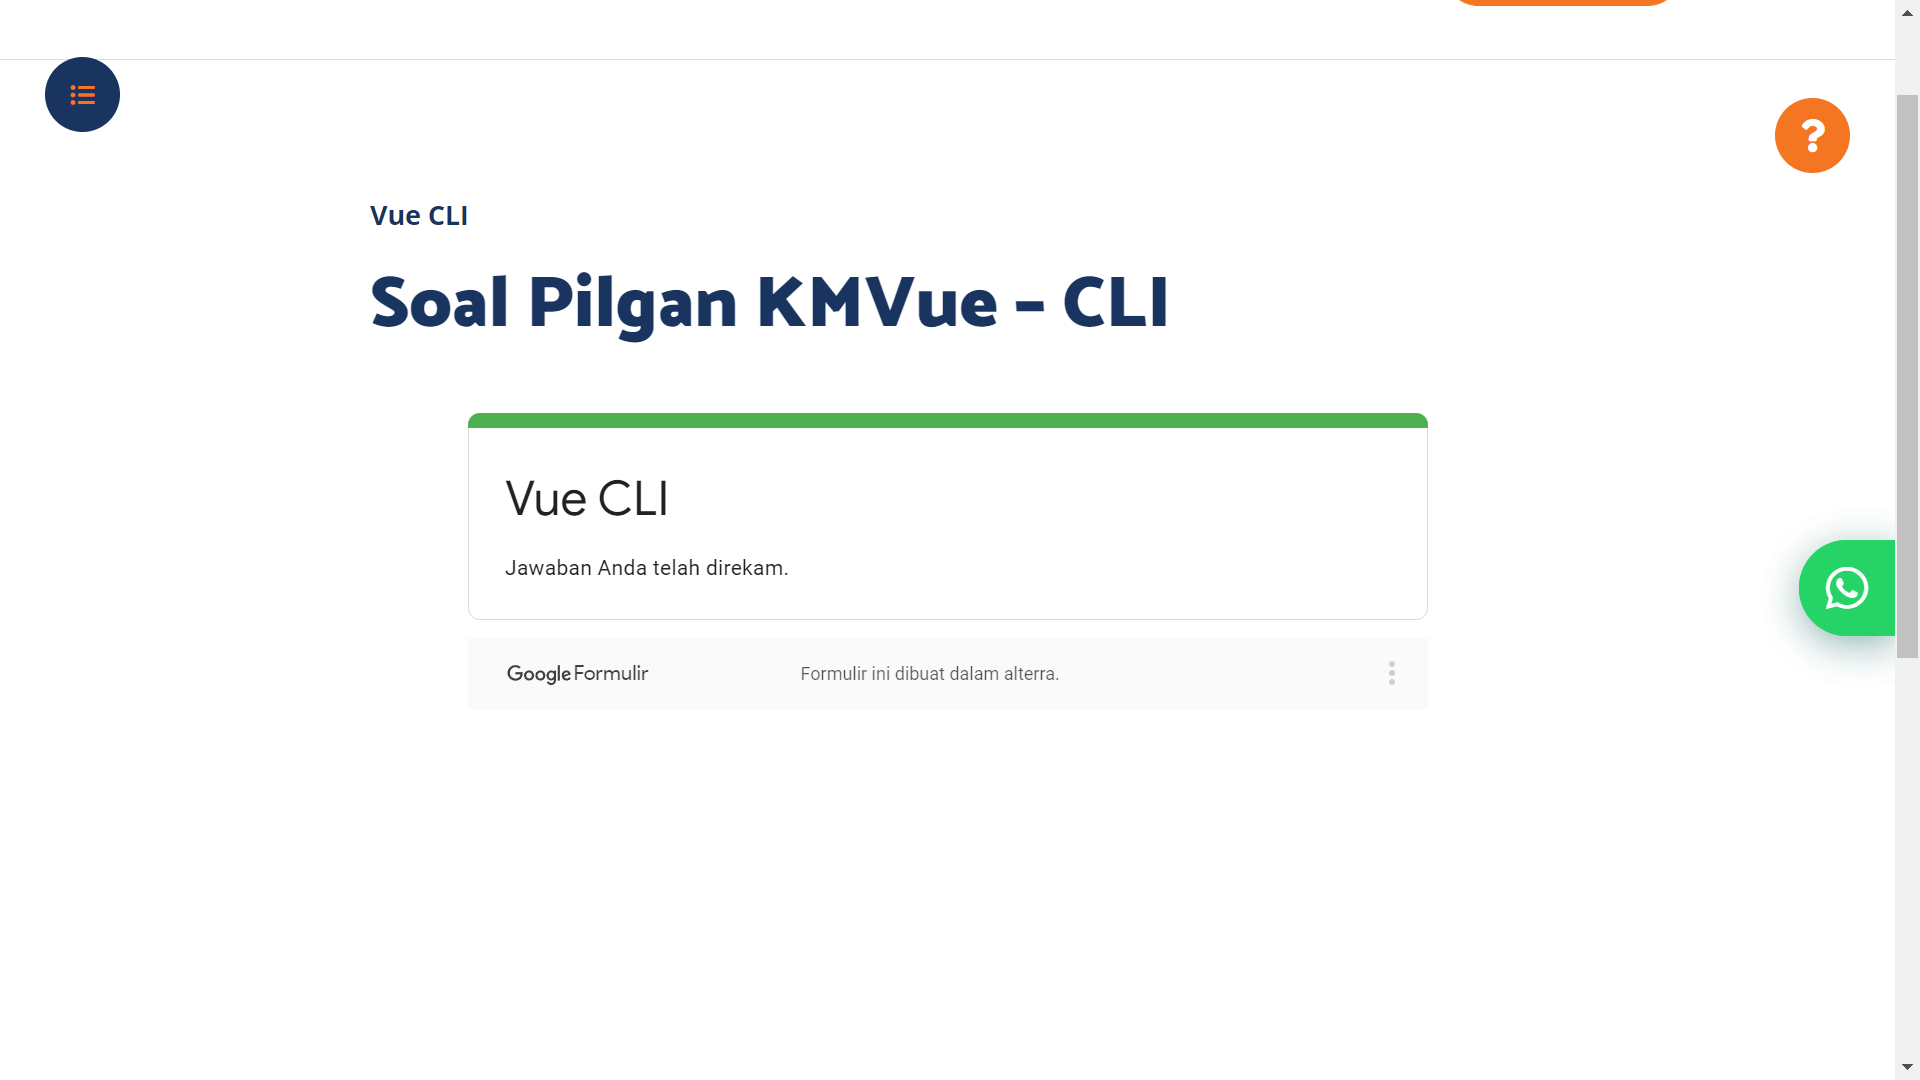 Vue CLI
Soal Pilgan KMVue – CLI
Vue CLI
Jawaban Anda telah direkam.
Google Formulir
Formulir ini dibuat dalam alterra.
?